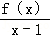 f ( x )
x − 1